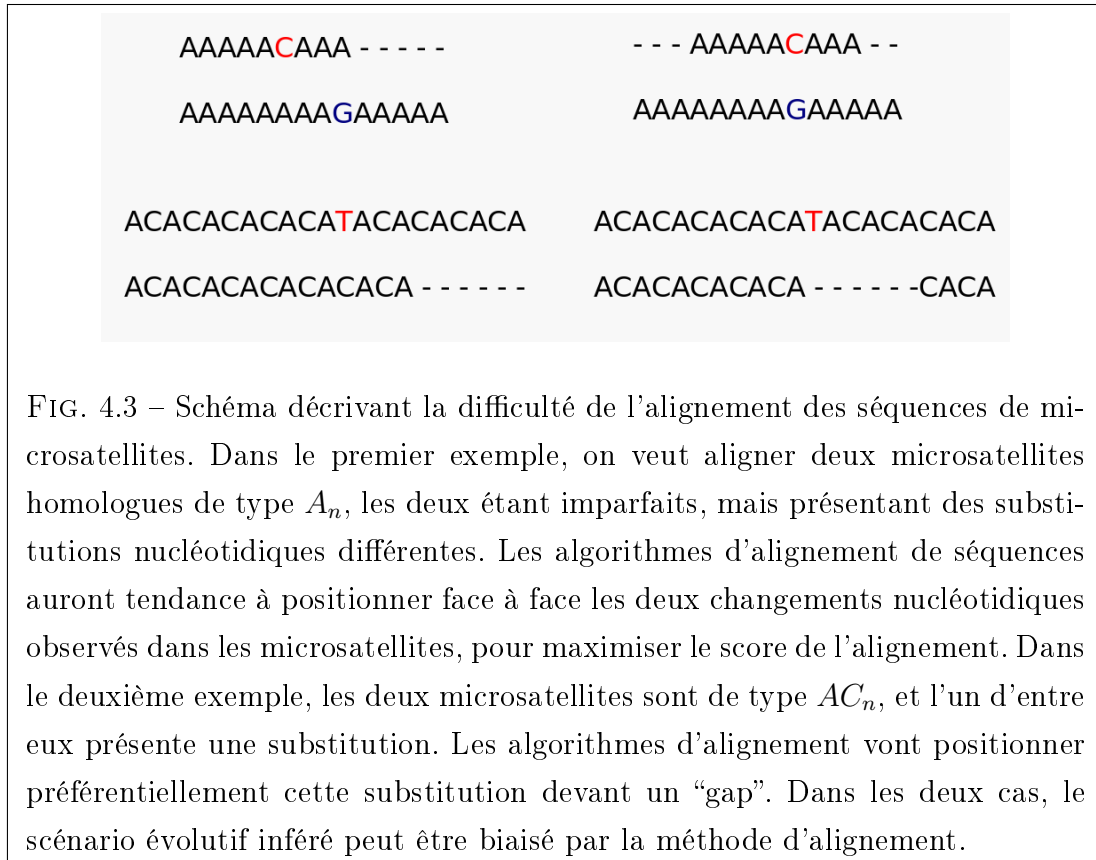 AAAAACAAA - - - - -
- - - AAAAACAAA - -
AAAAAAAAGAAAAA
AAAAAAAAGAAAAA
ACACACACACATACACACACA
ACACACACACATACACACACA
ACACACACACACACA - - - - - -
ACACACACACA - - - - - -CACA
FIG. 4.3 – Schéma décrivant la difficulté de l'alignement des séquences de mi-
crosatellites. Dans le premier exemple, on veut aligner deux microsatellites
homologues de type Aₙ, les deux étant imparfaits, mais présentant des substi-
tutions nucléotidiques différentes. Les algorithmes d'alignement de séquences
auront tendance à positionner face à face les deux changements nucléotidiques
observés dans les microsatellites, pour maximiser le score de l'alignement. Dans
le deuxième exemple, les deux microsatellites sont de type ACₙ, et l'un d'entre
eux présente une substitution. Les algorithmes d'alignement vont positionner
préférentiellement cette substitution devant un “gap”. Dans les deux cas, le
scénario évolutif inféré peut être biaisé par la méthode d'alignement.